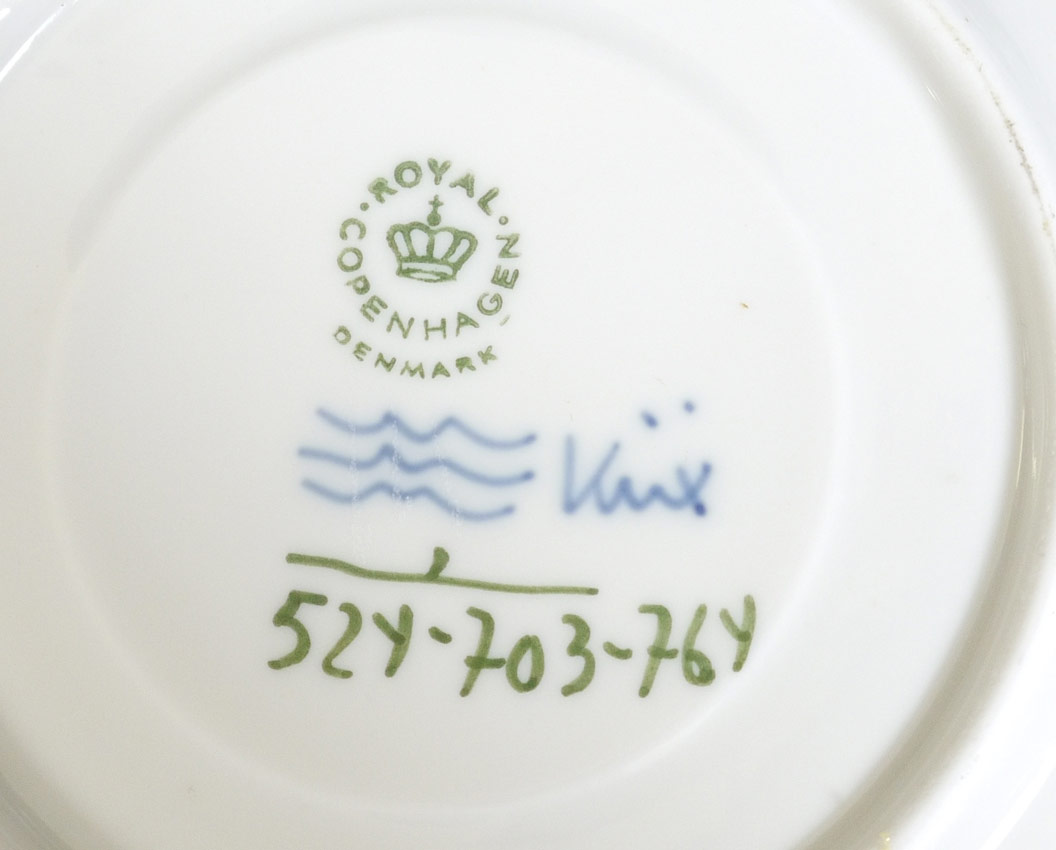 ROYAL
COPENHAGEN
DENMARK
524-703-764